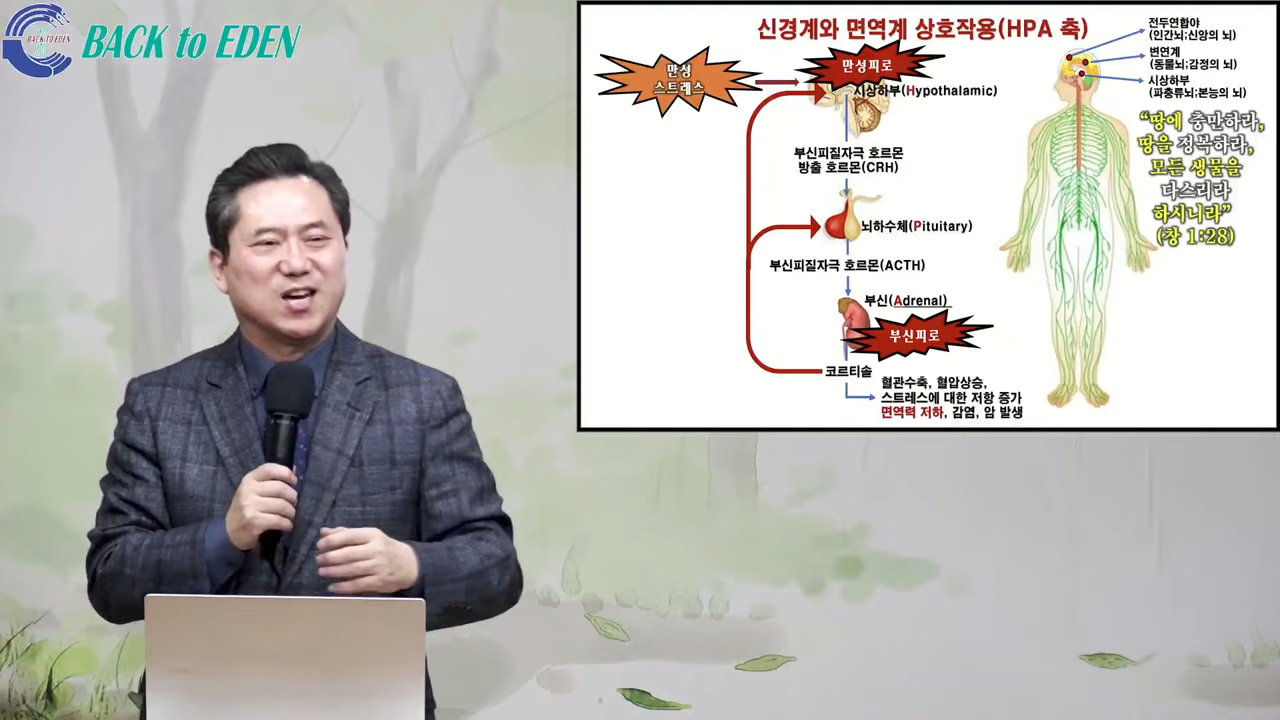 BACK TO EDEN
BACK to EDEN
신경계와 면역계 상호작용(HPA 축)
만성
스트레스
만성피로
시상하부(Hypothalamic)
부신피질자극 호르몬
방출 호르몬(CRH)
뇌하수체(Pituitary)
부신피질자극 호르몬(ACTH)
부신(Adrenal)
부신피로
코르티솔
혈관수축, 혈압상승,
스트레스에 대한 저항 증가
면역력 저하, 감염, 암 발생
전두연합야
(인간뇌;신앙의 뇌)
변연계
(동물뇌;감정의 뇌)
시상하부
(파충류뇌;본능의 뇌)
“땅에 충만하라,
땅을 정복하라,
모든 생물을
다스리라
하시니라”
(창 1:28)